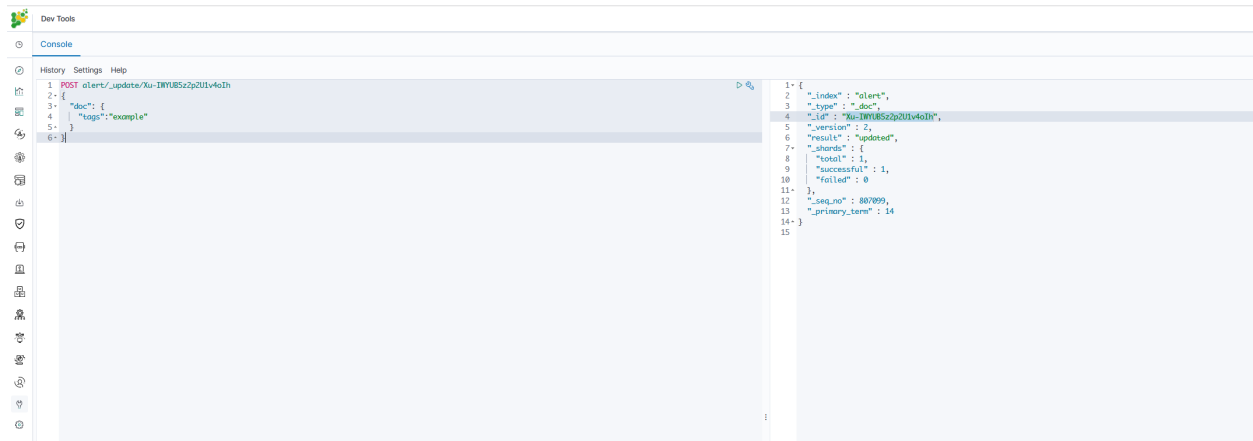 Dev Tools
Console
History Settings Help
1 POST alert/_update/Xu-IWYUBSz2p2U1v4oIh
2 {
3 "doc": {
4 "tags":"example"
5 }
6 }
1 {
2 "_index" : "alert",
3 "_type" : "_doc",
4 "_id" : "Xu-IWYUBSz2p2U1v4oIh",
5 "_version" : 2,
6 "result" : "updated",
7 "_shards" : {
8 "total" : 1,
9 "successful" : 1,
10 "failed" : 0
11 },
12 "_seq_no" : 807099,
13 "_primary_term" : 14
14 }
15